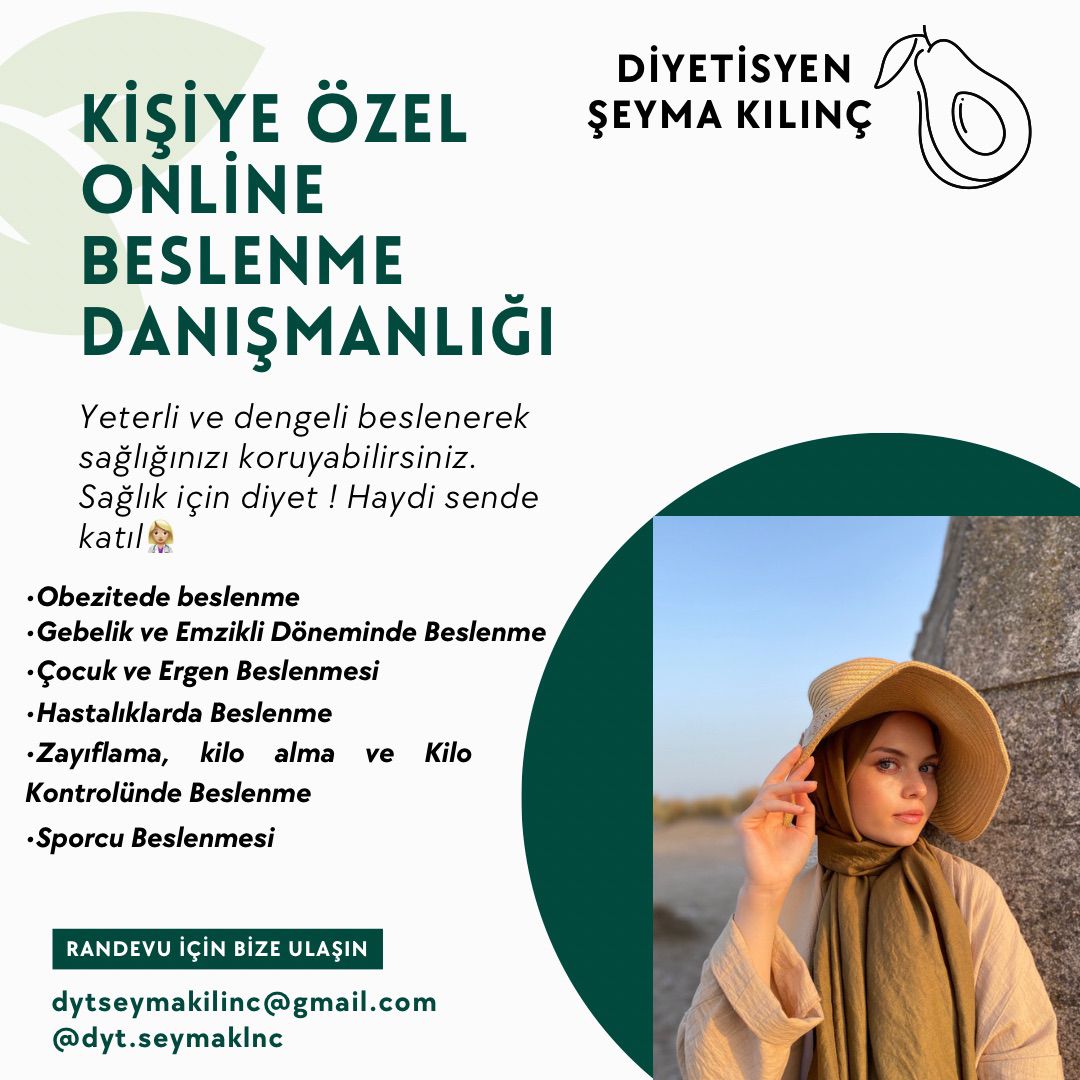 DİYETİSYEN
ŞEYMA KILINÇ
KİŞİYE ÖZEL
ONLİNE
BESLENME
DANIŞMANLIĞI
Yeterli ve dengeli beslenerek
sağlığınızı koruyabilirsiniz.
Sağlık için diyet ! Haydi sende
katıl👩🏼‍⚕️
•Obezitede beslenme
•Gebelik ve Emzikli Döneminde Beslenme
•Çocuk ve Ergen Beslenmesi
•Hastalıklarda Beslenme
•Zayıflama, kilo alma ve Kilo
Kontrolünde Beslenme
•Sporcu Beslenmesi
RANDEVU İÇİN BİZE ULAŞIN
dytseymakilinc@gmail.com
@dyt.seymaklnc